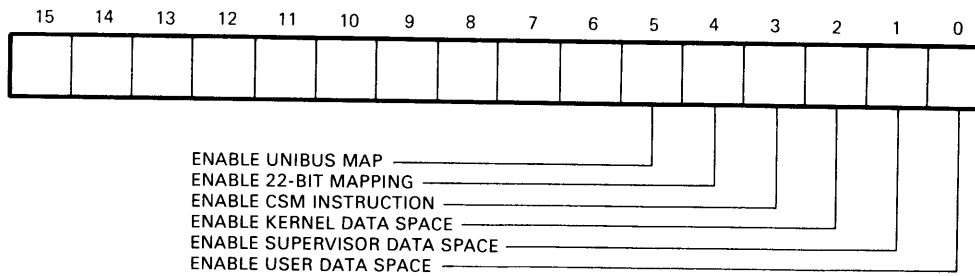 15 14 13 12 11 10 9 8 7 6 5 4 3 2 1 0
ENABLE UNIBUS MAP
ENABLE 22-BIT MAPPING
ENABLE CSM INSTRUCTION
ENABLE KERNEL DATA SPACE
ENABLE SUPERVISOR DATA SPACE
ENABLE USER DATA SPACE